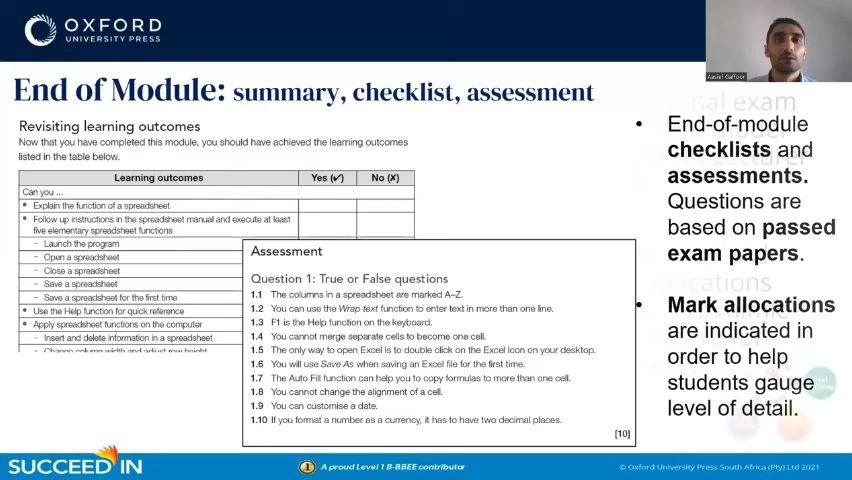 OXFORD
UNIVERSITY PRESS
Aasief Gaffoor
End of Module: summary, checklist, assessment
Revisiting learning outcomes
Now that you have completed this module, you should have achieved the learning outcomes
listed in the table below.
Learning outcomes Yes (✓) No (✗)
Can you ...
• Explain the function of a spreadsheet
• Follow up instructions in the spreadsheet manual and execute at least
five elementary spreadsheet functions
– Launch the program
– Open a spreadsheet
– Close a spreadsheet
– Save a spreadsheet
– Save a spreadsheet for the first time
• Use the Help function for quick reference
• Apply spreadsheet functions on the computer
– Insert and delete information in a spreadsheet
– Change column width and adjust row height
Assessment
Question 1: True or False questions
1.1 The columns in a spreadsheet are marked A–Z.
1.2 You can use the Wrap text function to enter text in more than one line.
1.3 F1 is the Help function on the keyboard.
1.4 You cannot merge separate cells to become one cell.
1.5 The only way to open Excel is to double click on the Excel icon on your desktop.
1.6 You will use Save As when saving an Excel file for the first time.
1.7 The Auto Fill function can help you to copy formulas to more than one cell.
1.8 You cannot change the alignment of a cell.
1.9 You can customise a date.
1.10 If you format a number as a currency, it has to have two decimal places.
[10]
• End-of-module
checklists and
assessments.
Questions are
based on passed
exam papers.
• Mark allocations
are indicated in
order to help
students gauge
level of detail.
SUCCEED IN
1 A proud Level 1 B-BBEE contributor
© Oxford University Press South Africa (Pty) Ltd 2021